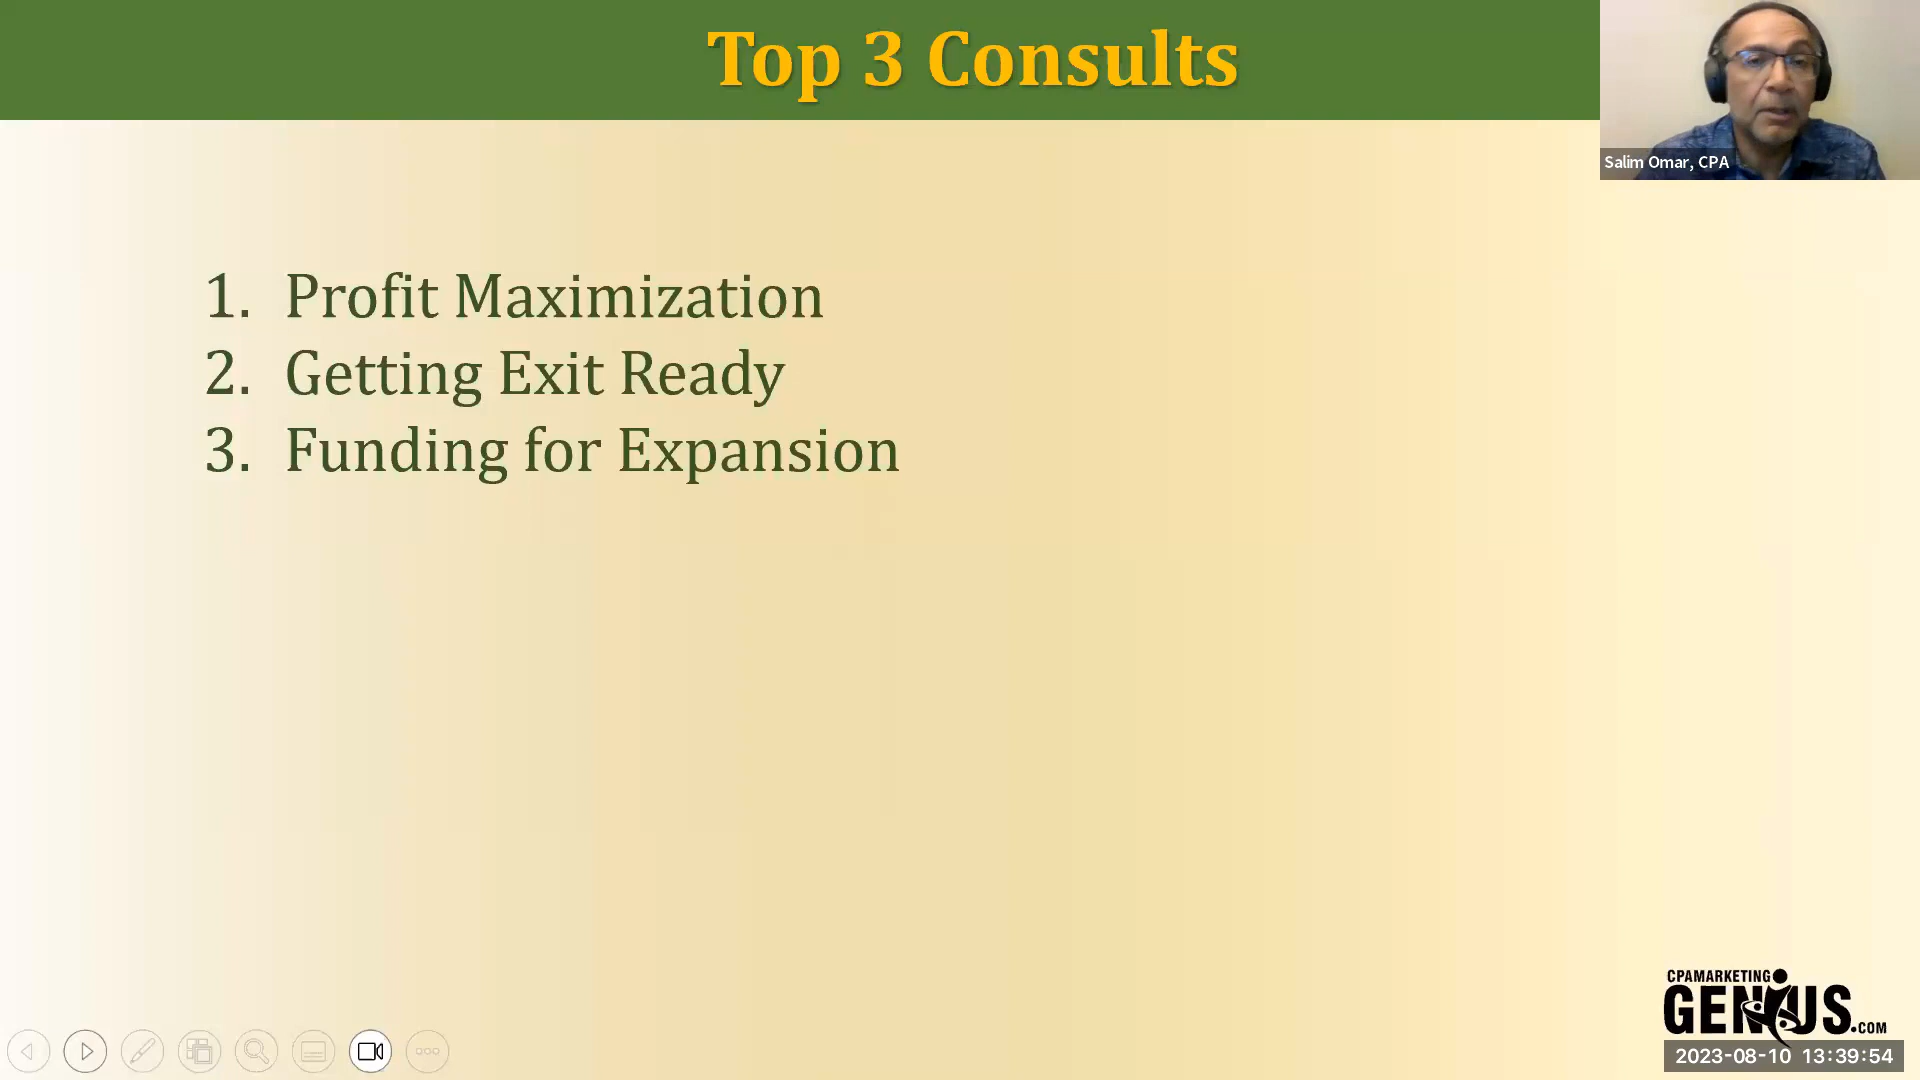 Top 3 Consults
Salim Omar, CPA
1. Profit Maximization
2. Getting Exit Ready
3. Funding for Expansion
CPAMARKETING
GENIUS.COM
2023-08-10 13:39:54